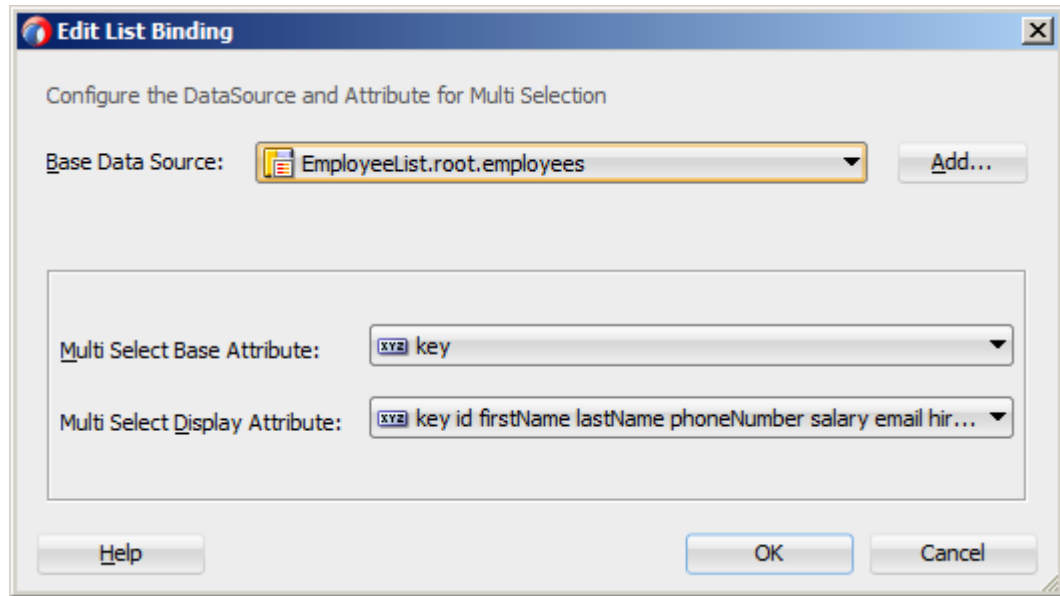 Edit List Binding
Configure the DataSource and Attribute for Multi Selection
Base Data Source: EmployeeList.root.employees Add...
Multi Select Base Attribute: XYZ key
Multi Select Display Attribute: XYZ key id firstName lastName phoneNumber salary email hir...
Help OK Cancel